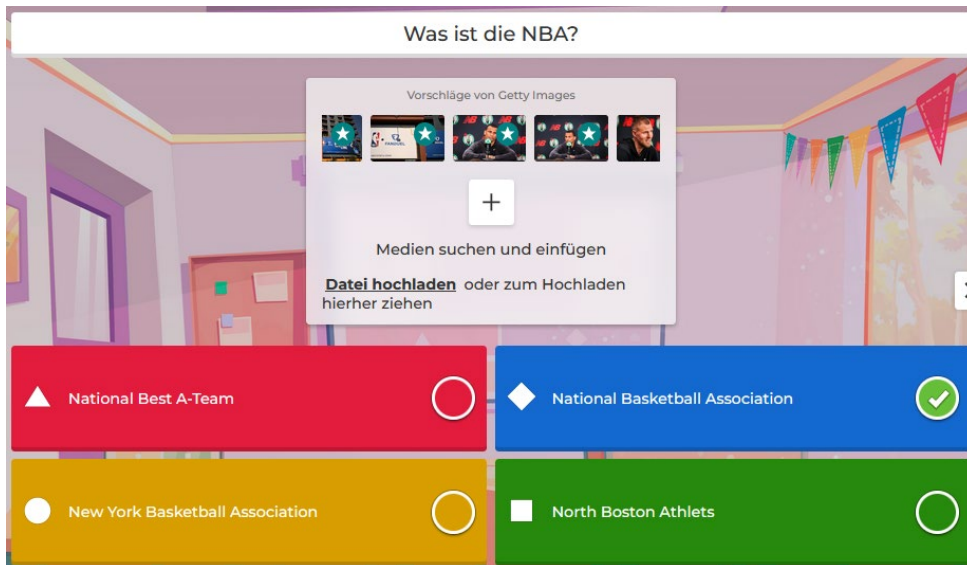 Was ist die NBA?
Vorschläge von Getty Images
Medien suchen und einfügen
Datei hochladen oder zum Hochladen
hierher ziehen
National Best A-Team
National Basketball Association
New York Basketball Association
North Boston Athlets